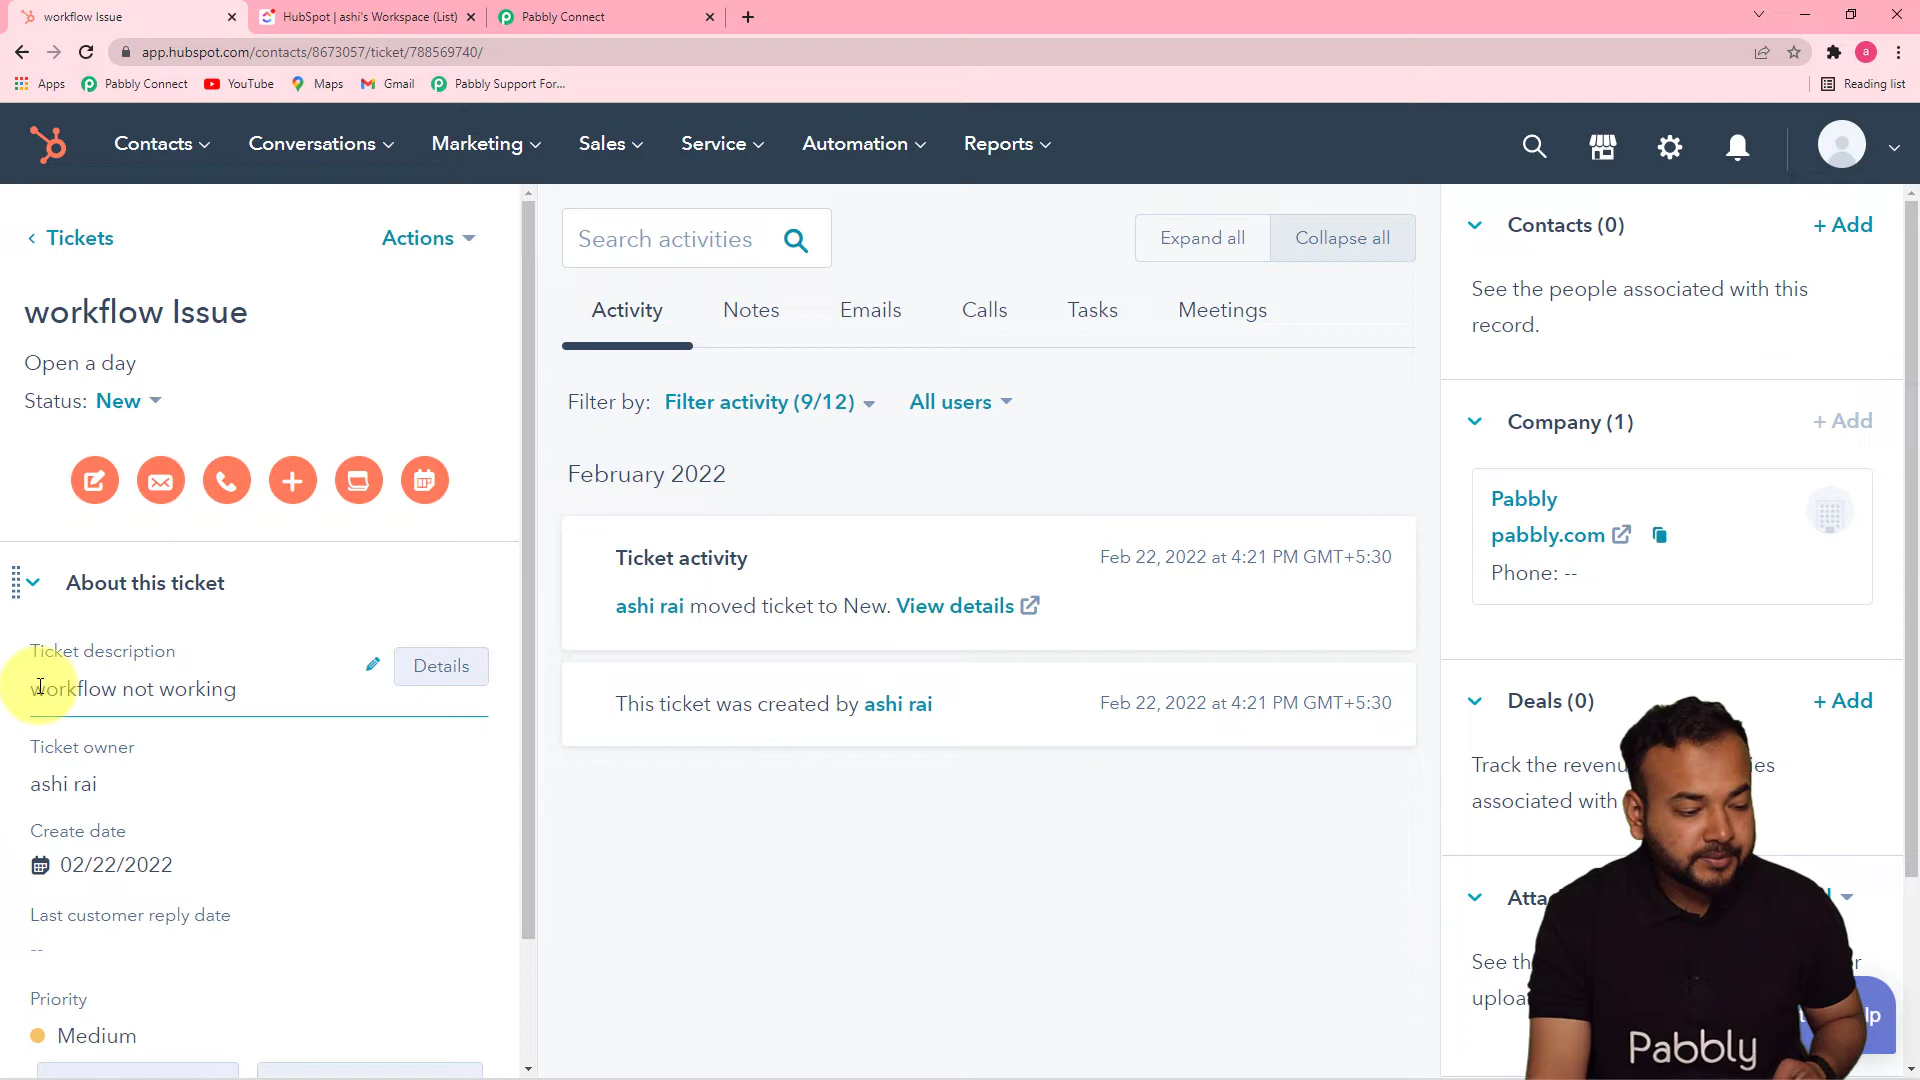 workflow Issue
HubSpot | ashi's Workspace (List)
Pabbly Connect
app.hubspot.com/contacts/8673057/ticket/788569740/
Apps
Pabbly Connect
YouTube
Maps
Gmail
Pabbly Support For...
Reading list
Contacts
Conversations
Marketing
Sales
Service
Automation
Reports
Tickets
Actions
workflow Issue
Open a day
Status: New
About this ticket
Ticket description
workflow not working
Details
Ticket owner
ashi rai
Create date
02/22/2022
Last customer reply date
--
Priority
Medium
Search activities
Expand all
Collapse all
Activity
Notes
Emails
Calls
Tasks
Meetings
Filter by: Filter activity (9/12)
All users
February 2022
Ticket activity
Feb 22, 2022 at 4:21 PM GMT+5:30
ashi rai moved ticket to New. View details
This ticket was created by ashi rai
Feb 22, 2022 at 4:21 PM GMT+5:30
Contacts (0)
+ Add
See the people associated with this
record.
Company (1)
+ Add
Pabbly
pabbly.com
Phone: --
Deals (0)
+ Add
Track the
associated with
See
Pabbly